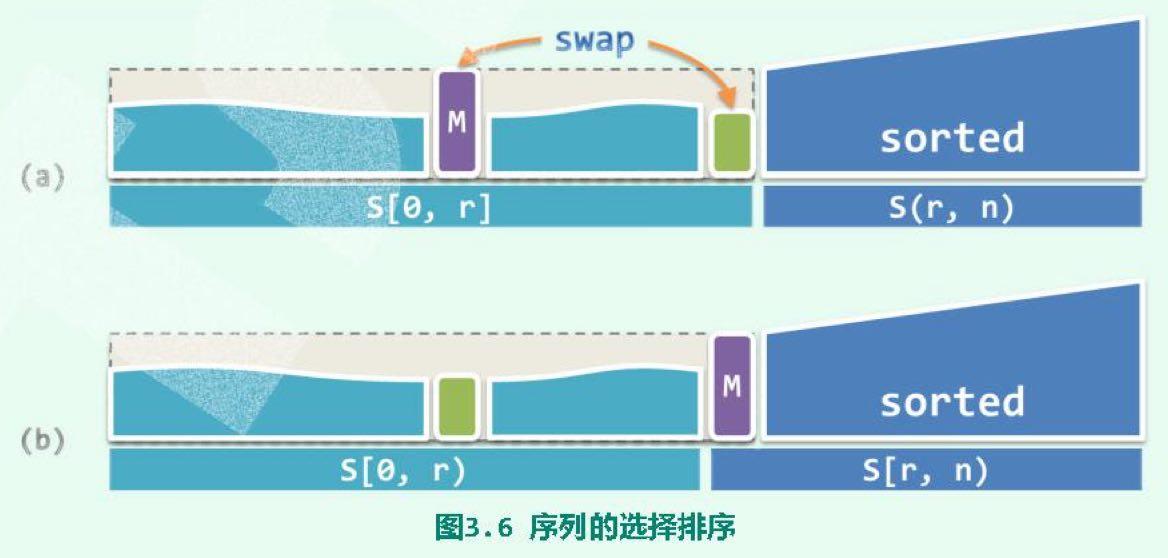 swap
M
sorted
(a)
S[0, r]
S(r, n)
M
sorted
(b)
S[0, r)
S[r, n)
图3.6 序列的选择排序